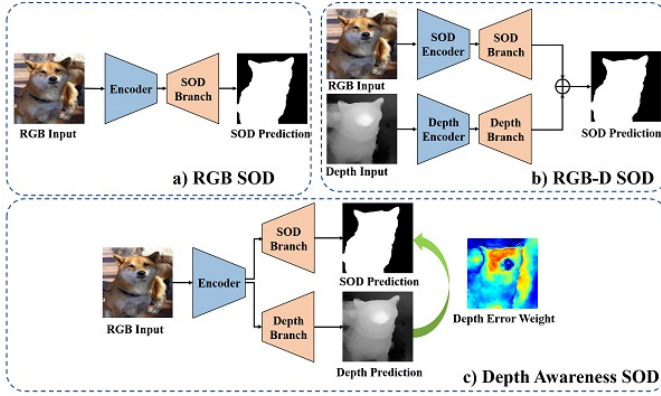 RGB Input
Encoder
SOD
Branch
SOD Prediction
a) RGB SOD
RGB Input
SOD
Encoder
SOD
Branch
Depth Input
Depth
Encoder
Depth
Branch
SOD Prediction
b) RGB-D SOD
RGB Input
Encoder
SOD
Branch
SOD Prediction
Depth
Branch
Depth Prediction
Depth Error Weight
c) Depth Awareness SOD